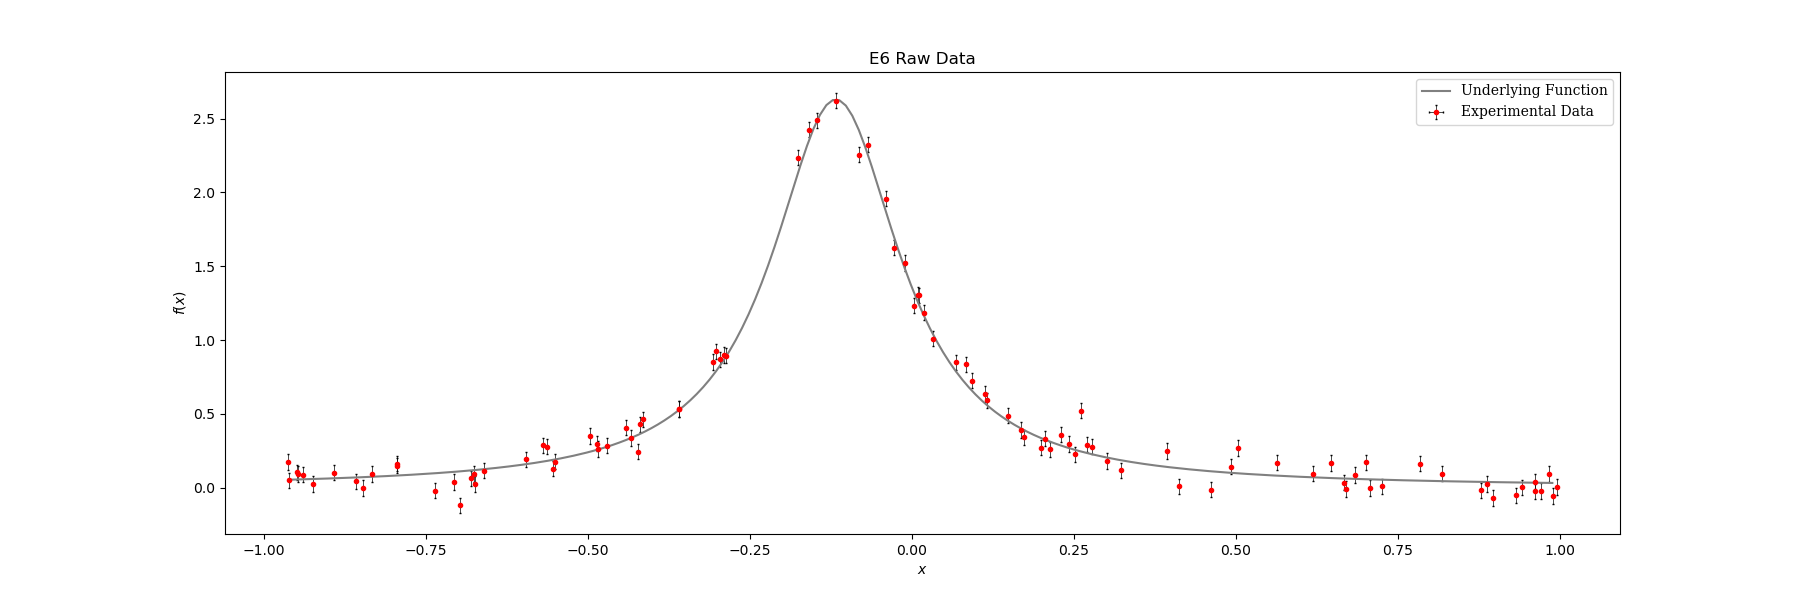 E6 Raw Data
Underlying Function
Experimental Data
f(x)
2.5
2.0
1.5
1.0
0.5
0.0
−1.00 −0.75 −0.50 −0.25 0.00 0.25 0.50 0.75 1.00
x